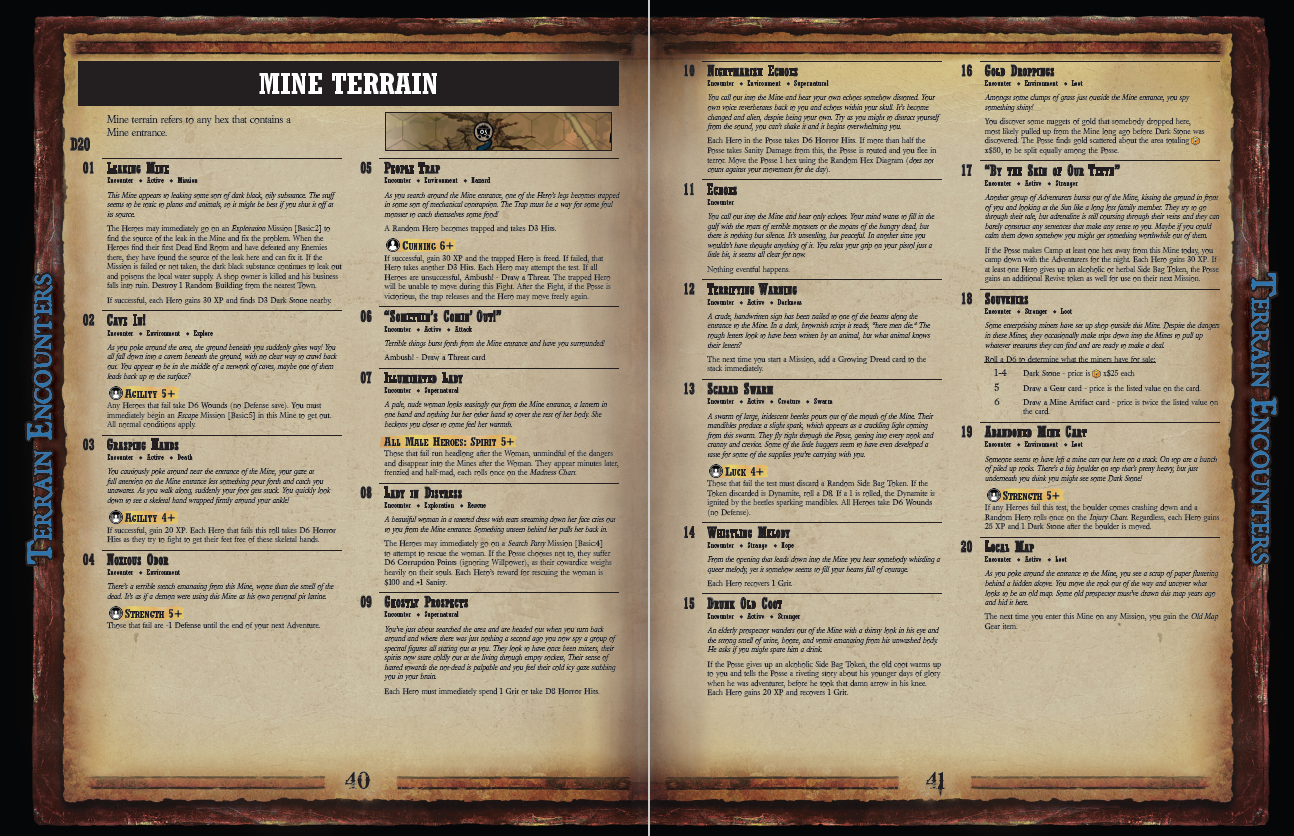 MINE TERRAIN
Mine terrain refers to any hex that contains a
Mine entrance.
05
D20
01 Leaking Mine
Encounter ✦ Active ✦ Mission
This Mine appears to leaking some sort of dark black, oily substance. The stuff
seems to be toxic to plants and animals, so it might be best if you shut it off at
its source.
The Heroes may immediately go on an Exploration Mission [Basic:2] to
find the source of the leak in the Mine and fix the problem. When the
Heroes find their first Dead End Room and have defeated any Enemies
there, they have found the source of the leak here and can fix it. If the
Mission is failed or not taken, the dark black substance continues to leak out
and poisons the local water supply. A shop owner is killed and his business
falls into ruin. Destroy 1 Random Building from the nearest Town.
If successful, each Hero gains 30 XP and finds D3 Dark Stone nearby.
02 Cave In!
Encounter ✦ Environment ✦ Explore
As you poke around the area, the ground beneath you suddenly gives way! You
all fall down into a cavern beneath the ground, with no clear way to crawl back
out. You appear to be in the middle of a network of caves, maybe one of them
leads back up to the surface?
Agility 5+
Any Heroes that fail take D6 Wounds (no Defense save). You must
immediately begin an Escape Mission [Basic:5] in this Mine to get out.
All normal conditions apply.
03 Grasping Hands
Encounter ✦ Active ✦ Death
You cautiously poke around near the entrance of the Mine, your gaze at
full attention on the Mine entrance lest something pour forth and catch you
unawares. As you walk along, suddenly your foot gets stuck. You quickly look
down to see a skeletal hand wrapped firmly around your ankle!
Agility 4+
If successful, gain 20 XP. Each Hero that fails this roll takes D6 Horror
Hits as they try to fight to get their feet free of these skeletal hands.
04 Noxious Odor
Encounter ✦ Environment
There's a terrible stench emanating from this Mine, worse than the smell of the
dead. It's as if a demon were using this Mine as his own personal pit latrine.
Strength 5+
Those that fail are -1 Defense until the end of your next Adventure.
05 People Trap
Encounter ✦ Environment ✦ Hazard
As you search around the Mine entrance, one of the Hero's legs becomes trapped
in some sort of mechanical contraption. The Trap must be a way for some foul
monster to catch themselves some food!
A Random Hero becomes trapped and takes D3 Hits.
Cunning 6+
If successful, gain 30 XP and the trapped Hero is freed. If failed, that
Hero takes another D3 Hits. Each Hero may attempt the test. If all
Heroes are unsuccessful, Ambush! - Draw a Threat. The trapped Hero
will be unable to move during this Fight. After the Fight, if the Posse is
victorious, the trap releases and the Hero may move freely again.
06 “Somethin's Comin' Out!”
Encounter ✦ Active ✦ Attack
Terrible things burst forth from the Mine entrance and have you surrounded!
Ambush! - Draw a Threat card
07 Illuminated Lady
Encounter ✦ Supernatural
A pale, nude woman looks teasingly out from the Mine entrance, a lantern in
one hand and nothing but her other hand to cover the rest of her body. She
beckons you closer to come feel her warmth.
All Male Heroes: Spirit 5+
Those that fail run headlong after the Woman, unmindful of the dangers
and disappear into the Mines after the Woman. They appear minutes later,
frenzied and half-mad, each rolls once on the Madness Chart.
08 Lady in Distress
Encounter ✦ Exploration ✦ Rescue
A beautiful woman in a tattered dress with tears streaming down her face cries out
to you from the Mine entrance. Something unseen behind her pulls her back in.
The Heroes may immediately go on a Search Party Mission [Basic:4]
to attempt to rescue the woman. If the Posse chooses not to, they suffer
D6 Corruption Points (ignoring Willpower), as their cowardice weighs
heavily on their souls. Each Hero's reward for rescuing the woman is
$100 and +1 Sanity.
09 Ghostly Prospects
Encounter ✦ Supernatural
You've just about searched the area and are headed out when you turn back
around and where there was just nothing a second ago you now spy a group of
spectral figures all staring out at you. They look to have once been miners, their
spirits now stare coldly out at the living through empty sockets. Their sense of
hatred towards the not-dead is palpable and you feel their cold icy gaze stabbing
you in your brain.
Each Hero must immediately spend 1 Grit or take D8 Horror Hits.
TERRAIN ENCOUNTERS
40
10 Nightmarish Echoes
Encounter ✦ Environment ✦ Supernatural
You call out into the Mine and hear your own echoes somehow distorted. Your
own voice reverberates back to you and echoes within your skull. It's become
changed and alien, despite being your own. Try as you might to distract yourself
from the sound, you can't shake it and it begins overwhelming you.
Each Hero in the Posse takes D6 Horror Hits. If more than half the
Posse takes Sanity Damage from this, the Posse is routed and you flee in
terror. Move the Posse 1 hex using the Random Hex Diagram (does not
count against your movement for the day).
11 Echoes
Encounter
You call out into the Mine and hear only echoes. Your mind wants to fill in the
gulf with the roars of terrible monsters or the moans of the hungry dead, but
there is nothing but silence. It's unsettling, but peaceful. In another time you
wouldn't have thought anything of it. You relax your grip on your pistol just a
little bit, it seems all clear for now.
Nothing eventful happens.
12 Terrifying Warning
Encounter ✦ Active ✦ Darkness
A crude, handwritten sign has been nailed to one of the beams along the
entrance to the Mine. In a dark, brownish script it reads, "here men die." The
rough letters look to have been written by an animal, but what animal knows
their letters?
The next time you start a Mission, add a Growing Dread card to the
stack immediately.
13 Scarab Swarm
Encounter ✦ Active ✦ Creature ✦ Swarm
A swarm of large, iridescent beetles pours out of the mouth of the Mine. Their
mandibles produce a slight spark, which appears as a crackling light coming
from this swarm. They fly right through the Posse, getting into every nook and
cranny and crevice. Some of the little buggers seem to have even developed a
taste for some of the supplies you're carrying with you.
Luck 4+
Those that fail the test must discard a Random Side Bag Token. If the
Token discarded is Dynamite, roll a D8. If a 1 is rolled, the Dynamite is
ignited by the beetles sparking mandibles. All Heroes take D6 Wounds
(no Defense).
14 Whistling Melody
Encounter ✦ Strange ✦ Hope
From the opening that leads down into the Mine you hear somebody whistling a
queer melody, yet it somehow seems to fill your hearts full of courage.
Each Hero recovers 1 Grit.
15 Drunk Old Coot
Encounter ✦ Active ✦ Stranger
An elderly prospector wanders out of the Mine with a thirsty look in his eye and
the strong smell of urine, booze, and vomit emanating from his unwashed body.
He asks if you might spare him a drink.
If the Posse gives up an alcoholic Side Bag Token, the old coot warms up
to you and tells the Posse a riveting story about his younger days of glory
when he was adventurer, before he took that damn arrow in his knee.
Each Hero gains 20 XP and recovers 1 Grit.
16 Gold Droppings
Encounter ✦ Environment ✦ Loot
Amongst some clumps of grass just outside the Mine entrance, you spy
something shiny!
You discover some nuggets of gold that somebody dropped here,
most likely pulled up from the Mine long ago before Dark Stone was
discovered. The Posse finds gold scattered about the area totaling
x$50, to be split equally among the Posse.
17 “By the Skin of Our Teeth”
Encounter ✦ Active ✦ Stranger
Another group of Adventurers bursts out of the Mine, kissing the ground in front
of you and looking at the Sun like a long lost family member. They try to go
through their tale, but adrenaline is still coursing through their veins and they can
barely construct any sentences that make any sense to you. Maybe if you could
calm them down somehow you might get something worthwhile out of them.
If the Posse makes Camp at least one hex away from this Mine today, you
camp down with the Adventurers for the night. Each Hero gains 30 XP. If
at least one Hero gives up an alcoholic or herbal Side Bag Token, the Posse
gains an additional Revive token as well for use on their next Mission.
18 Souvenirs
Encounter ✦ Stranger ✦ Loot
Some enterprising miners have set up shop outside this Mine. Despite the dangers
in these Mines, they occasionally make trips down into the Mines to pull up
whatever treasures they can find and are ready to make a deal.
Roll a D6 to determine what the miners have for sale:
1-4 Dark Stone - price is x$25 each
5 Draw a Gear card - price is the listed value on the card.
6 Draw a Mine Artifact card - price is twice the listed value on
the card.
19 Abandoned Mine Cart
Encounter ✦ Environment ✦ Loot
Someone seems to have left a mine cart out here on a track. On top are a bunch
of piled up rocks. There's a big boulder on top that's pretty heavy, but just
underneath you think you might see some Dark Stone!
Strength 5+
If any Heroes fail this test, the boulder comes crashing down and a
Random Hero rolls once on the Injury Chart. Regardless, each Hero gains
25 XP and 1 Dark Stone after the boulder is moved.
20 Local Map
Encounter ✦ Active ✦ Loot
As you poke around the entrance to the Mine, you see a scrap of paper fluttering
behind a hidden alcove. You move the rock out of the way and uncover what
looks to be an old map. Some old prospector must've drawn this map years ago
and hid it here.
The next time you enter this Mine on any Mission, you gain the Old Map
Gear item.
TERRAIN ENCOUNTERS
41